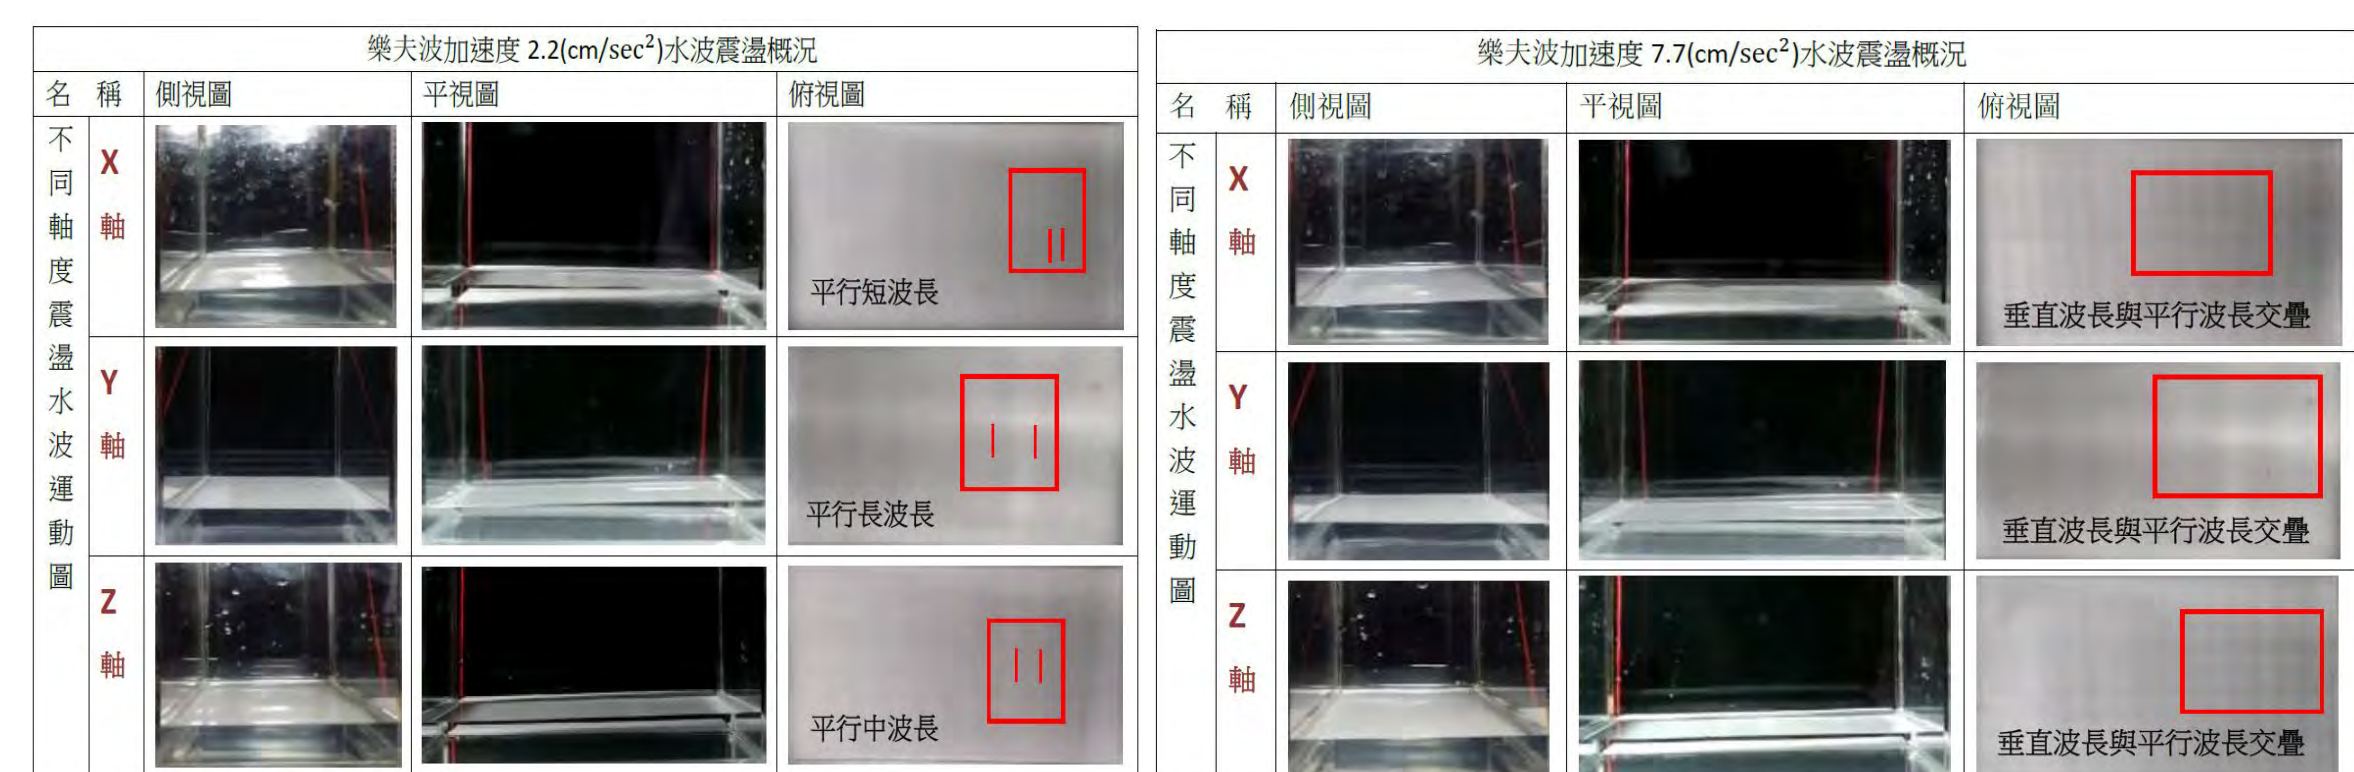 樂夫波加速度 2.2(cm/sec²)水波震盪概況
名 稱 側視圖 平視圖 俯視圖
不同軸度震盪水波運動圖
X軸
平行短波長
Y軸
平行長波長
Z軸
平行中波長
樂夫波加速度 7.7(cm/sec²)水波震盪概況
名 稱 側視圖 平視圖 俯視圖
不同軸度震盪水波運動圖
X軸
垂直波長與平行波長交疊
Y軸
垂直波長與平行波長交疊
Z軸
垂直波長與平行波長交疊